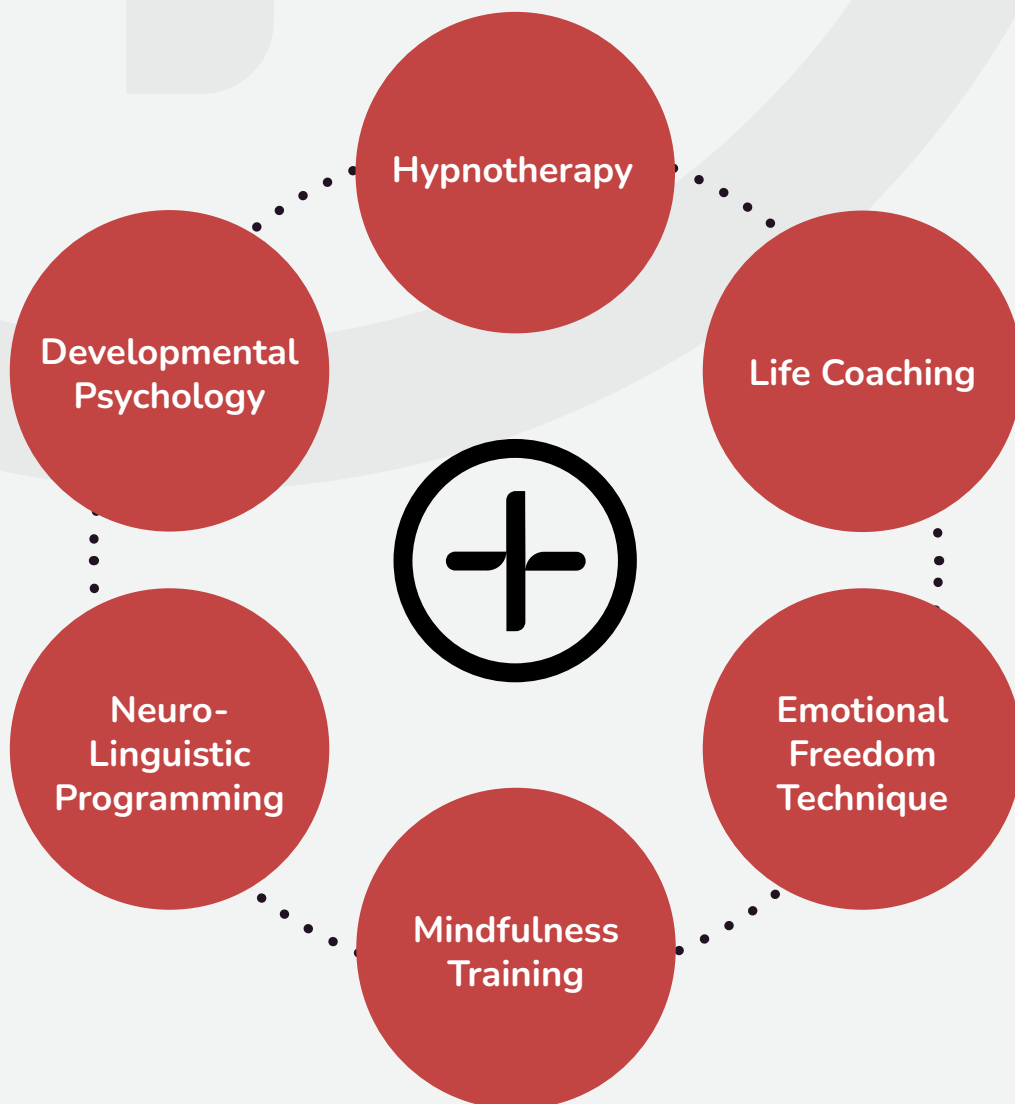 Hypnotherapy
Life Coaching
Emotional
Freedom
Technique
Mindfulness
Training
Neuro-
Linguistic
Programming
Developmental
Psychology